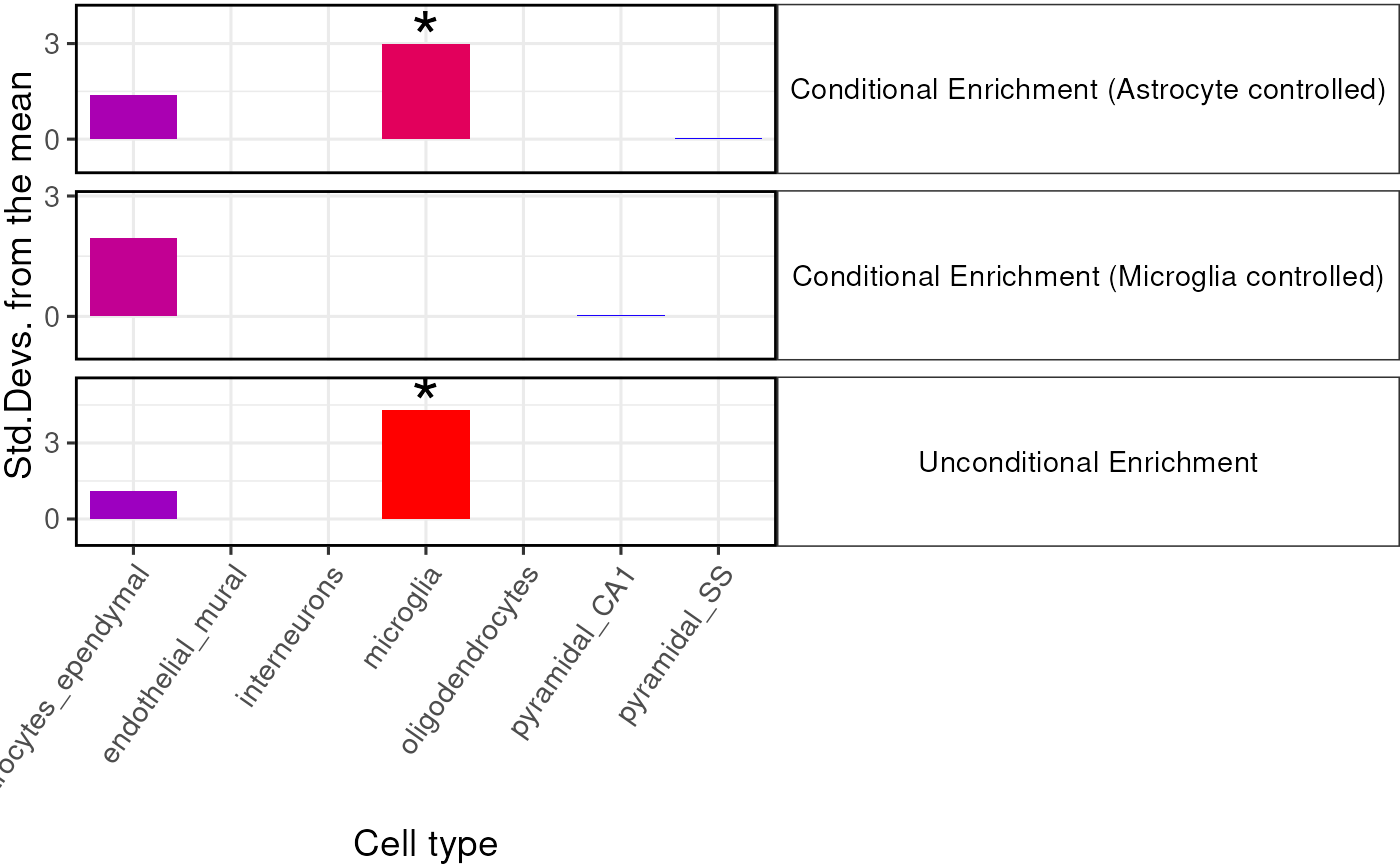 Std.Devs. from the mean
3
*
0
Conditional Enrichment (Astrocyte controlled)
3
0
Conditional Enrichment (Microglia controlled)
*
3
0
Unconditional Enrichment
endothelial_mural
interneurons
microglia
oligodendrocytes
pyramidal_CA1
pyramidal_SS
Cell type